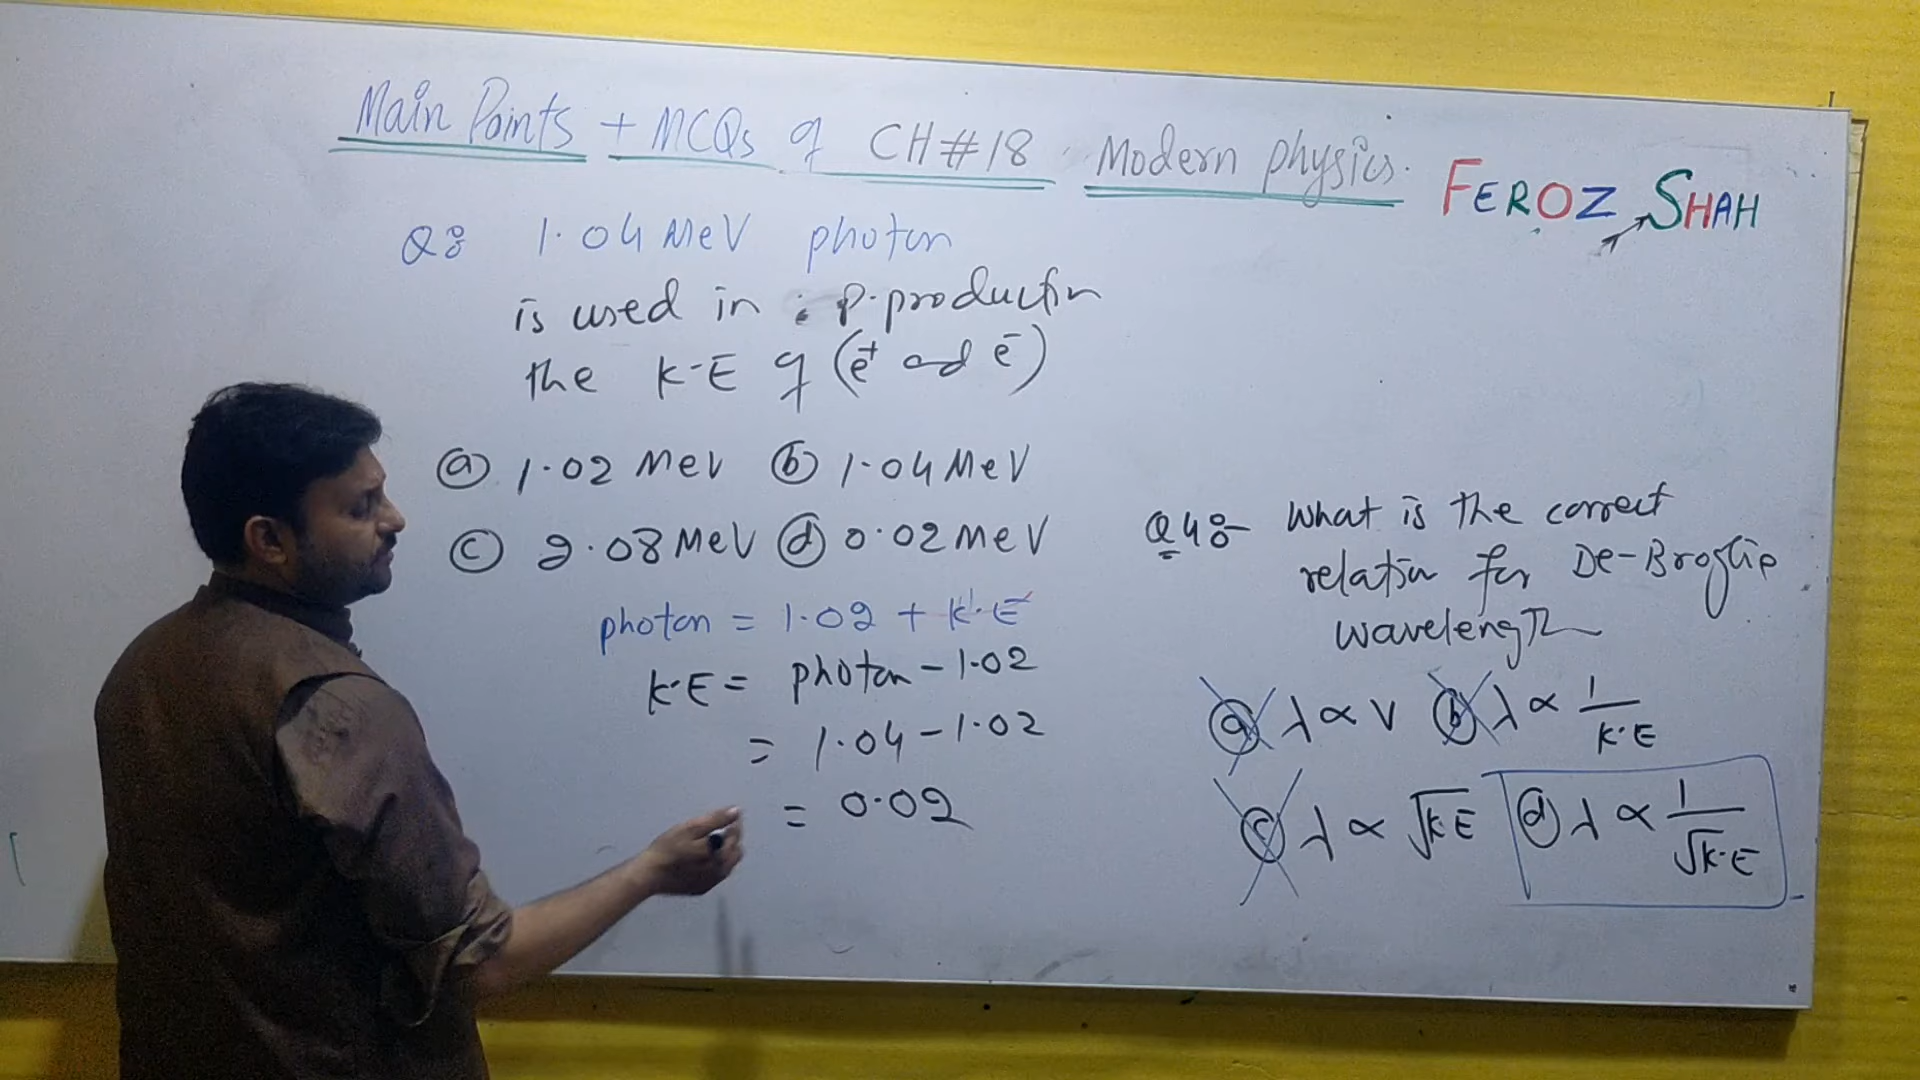 Main Points + MCQs of CH#18 Modern physics.
FEROZ SHAH
Q: 1.04 MeV photon
is used in P.production
the K.E of (e⁺ and e⁻)
(a) 1.02 MeV (b) 1.04 MeV
(c) 2.08 MeV (d) 0.02 MeV
photon = 1.02 + K.E
K.E = photon - 1.02
= 1.04 - 1.02
= 0.02
Q4:- What is the correct
relation for De-Broglie
wavelength
(a) λ ∝ V (b) λ ∝ 1/K.E
(c) λ ∝ √K.E (d) λ ∝ 1/√K.E